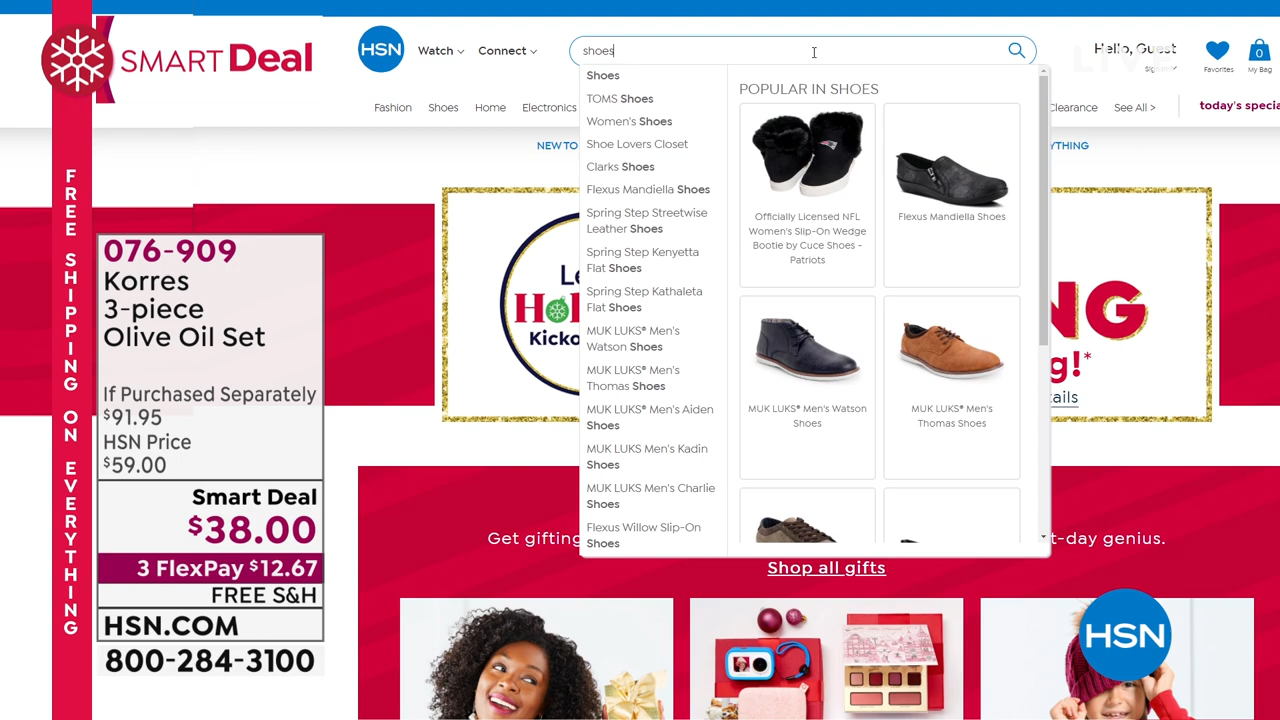 SMART Deal
HSN
Watch
Connect
shoes
Hello, Guest
LIVE
Favorites
0
My Bag
Fashion
Shoes
Home
Electronics
Clearance
See All >
today's specia
NEW TO
YTHING
Shoes
TOMS Shoes
Women's Shoes
Shoe Lovers Closet
Clarks Shoes
Flexus Mandiella Shoes
Spring Step Streetwise
Leather Shoes
Spring Step Kenyetta
Flat Shoes
Spring Step Kathaleta
Flat Shoes
MUK LUKS® Men's
Watson Shoes
MUK LUKS® Men's
Thomas Shoes
MUK LUKS® Men's Aiden
Shoes
MUK LUKS Men's Kadin
Shoes
MUK LUKS Men's Charlie
Shoes
Flexus Willow Slip-On
Shoes
POPULAR IN SHOES
Officially Licensed NFL
Women's Slip-On Wedge
Bootie by Cuce Shoes -
Patriots
Flexus Mandiella Shoes
MUK LUKS® Men's Watson
Shoes
MUK LUKS® Men's
Thomas Shoes
FREE SHIPPING ON EVERYTHING
076-909
Korres
3-piece
Olive Oil Set
If Purchased Separately
$91.95
HSN Price
$59.00
Smart Deal
$38.00
3 FlexPay $12.67
FREE S&H
HSN.COM
800-284-3100
Le
Kicko
NG
g!*
tails
Get gifting
t-day genius.
Shop all gifts
HSN